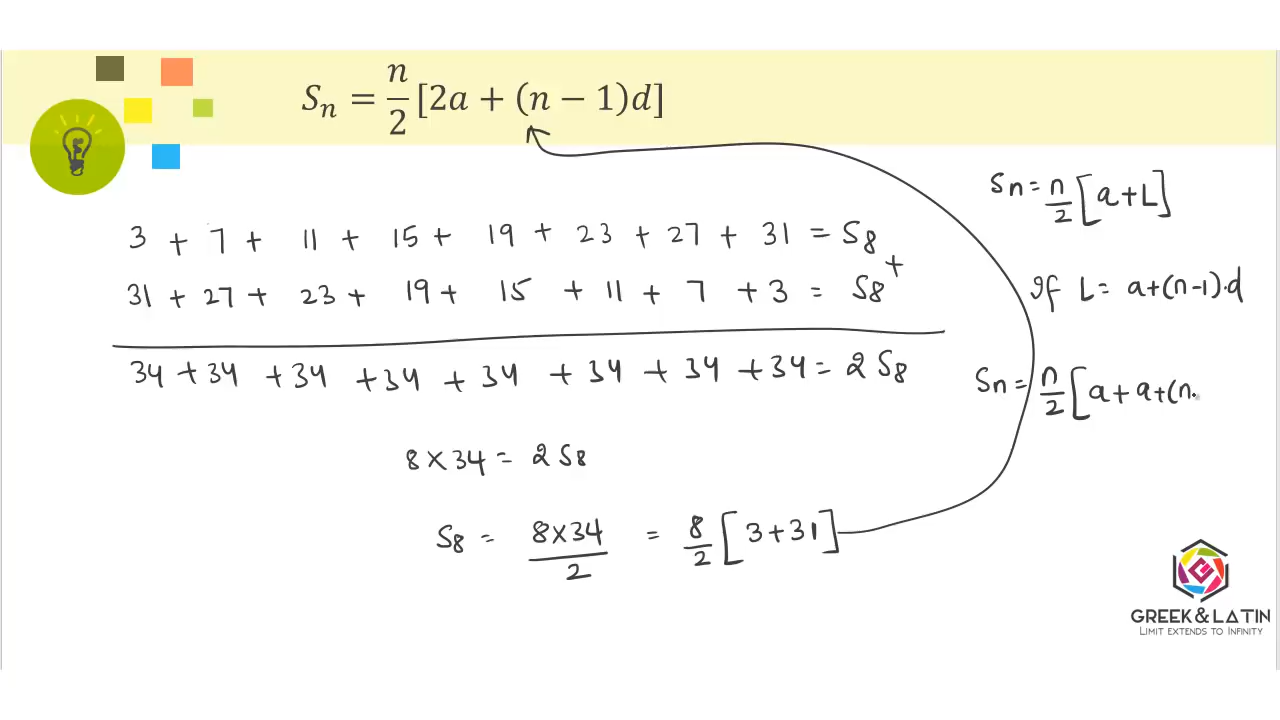 Sₙ = n/2 [2a + (n − 1)d]
3 + 7 + 11 + 15 + 19 + 23 + 27 + 31 = S8
+
31 + 27 + 23 + 19 + 15 + 11 + 7 + 3 = S8
34 + 34 + 34 + 34 + 34 + 34 + 34 + 34 = 2 S8
8 × 34 = 2 S8
S8 = 8×34/2 = 8/2 [3 + 31]
Sn = n/2 [a + L]
If L = a+(n-1).d
Sn = n/2 [a + a+(n-
GREEK&LATIN
LIMIT EXTENDS TO INFINITY